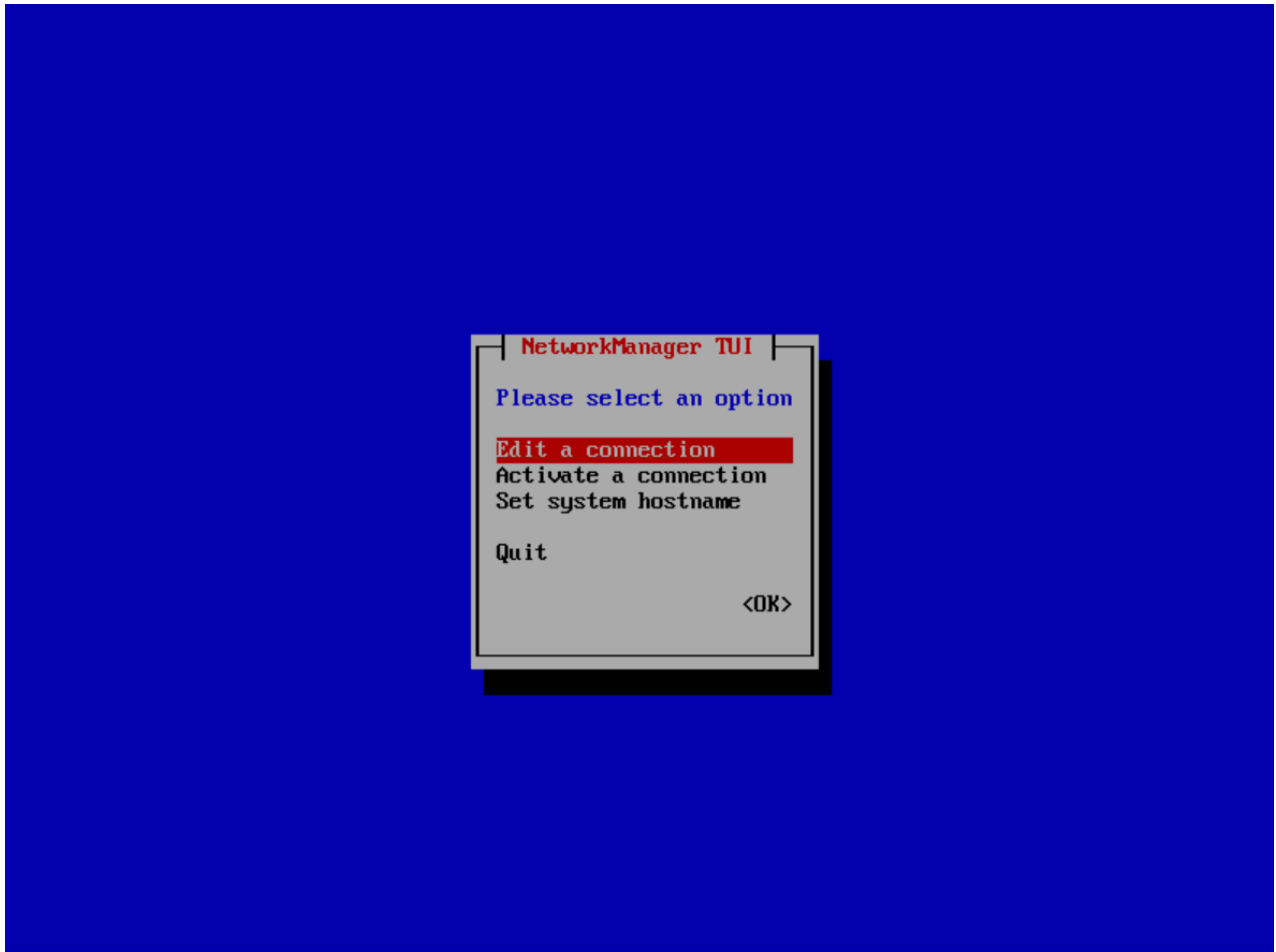 NetworkManager TUI
Please select an option
Edit a connection
Activate a connection
Set system hostname
Quit
<OK>